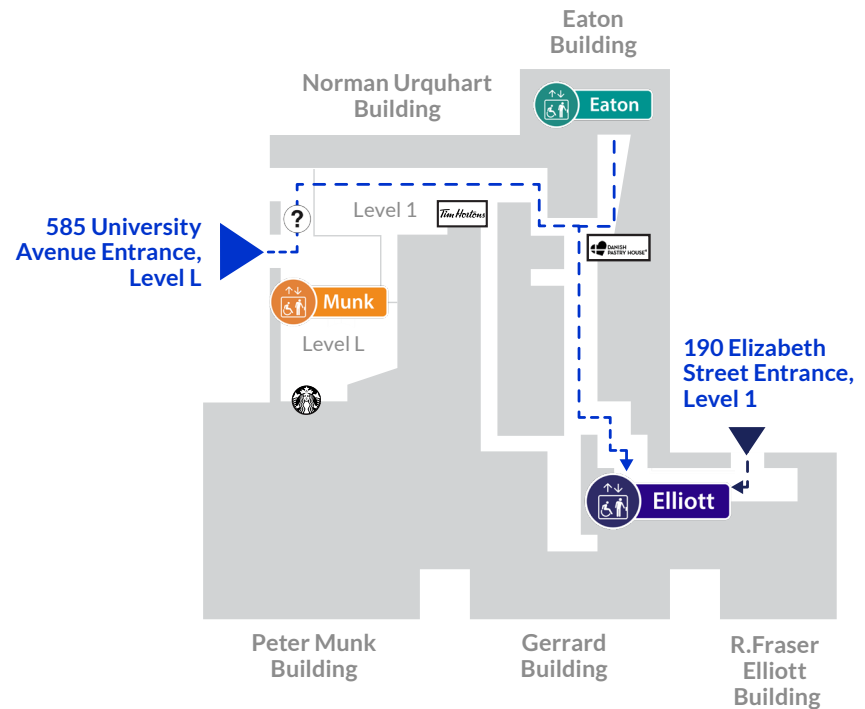 Eaton
Building
Norman Urquhart
Building
Eaton
585 University
Avenue Entrance,
Level L
?
Level 1
Tim Hortons
DANISH
PASTRY HOUSE
Munk
Level L
190 Elizabeth
Street Entrance,
Level 1
Elliott
Peter Munk
Building
Gerrard
Building
R.Fraser
Elliott
Building